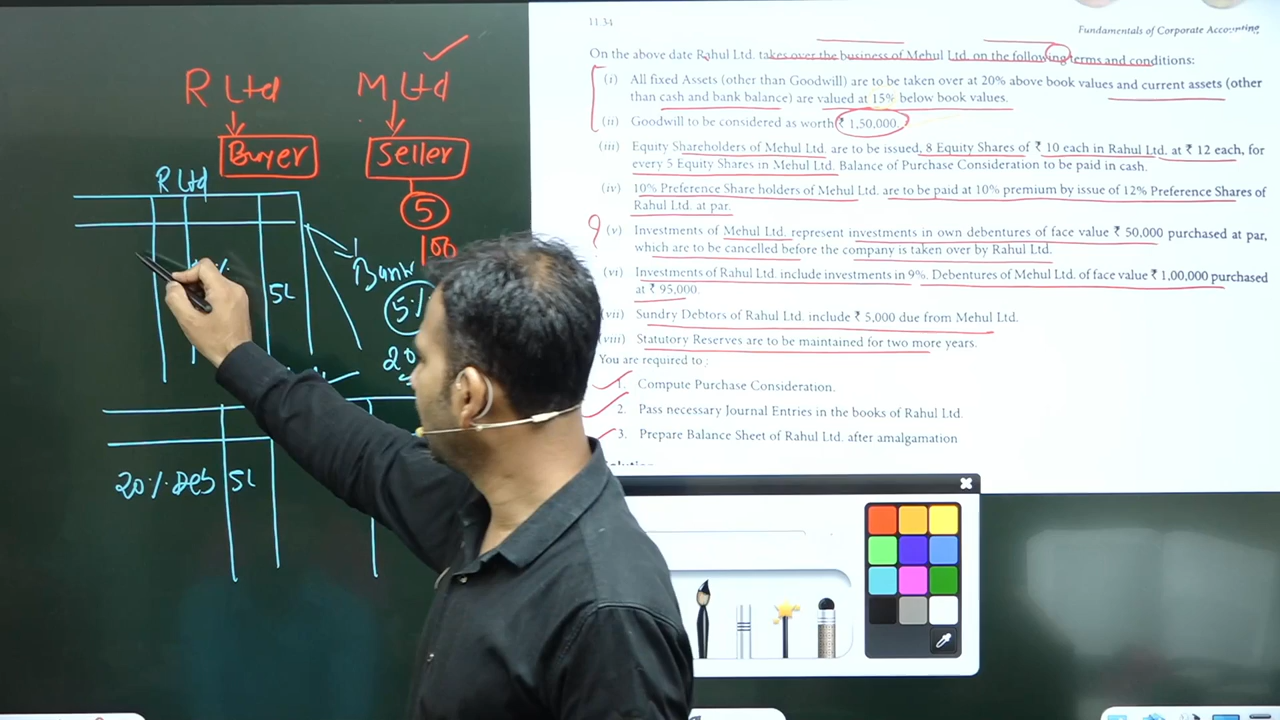 11.34
Fundamentals of Corporate Accounting
On the above date Rahul Ltd. takes over the business of Mehul Ltd. on the following terms and conditions:
(i) All fixed Assets (other than Goodwill) are to be taken over at 20% above book values and current assets (other
than cash and bank balance) are valued at 15% below book values.
(ii) Goodwill to be considered as worth ₹ 1,50,000.
(iii) Equity Shareholders of Mehul Ltd. are to be issued, 8 Equity Shares of ₹ 10 each in Rahul Ltd. at ₹ 12 each, for
every 5 Equity Shares in Mehul Ltd. Balance of Purchase Consideration to be paid in cash.
(iv) 10% Preference Share holders of Mehul Ltd. are to be paid at 10% premium by issue of 12% Preference Shares of
Rahul Ltd. at par.
(v) Investments of Mehul Ltd. represent investments in own debentures of face value ₹ 50,000 purchased at par,
which are to be cancelled before the company is taken over by Rahul Ltd.
(vi) Investments of Rahul Ltd. include investments in 9%. Debentures of Mehul Ltd. of face value ₹ 1,00,000 purchased
at ₹ 95,000.
(vii) Sundry Debtors of Rahul Ltd. include ₹ 5,000 due from Mehul Ltd.
(viii) Statutory Reserves are to be maintained for two more years.
You are required to :
1. Compute Purchase Consideration.
2. Pass necessary Journal Entries in the books of Rahul Ltd.
3. Prepare Balance Sheet of Rahul Ltd. after amalgamation
R Ltd
M Ltd
Buyer
Seller
R Ltd
5
100
Bank
5%
5L
20
20% Deb 5L